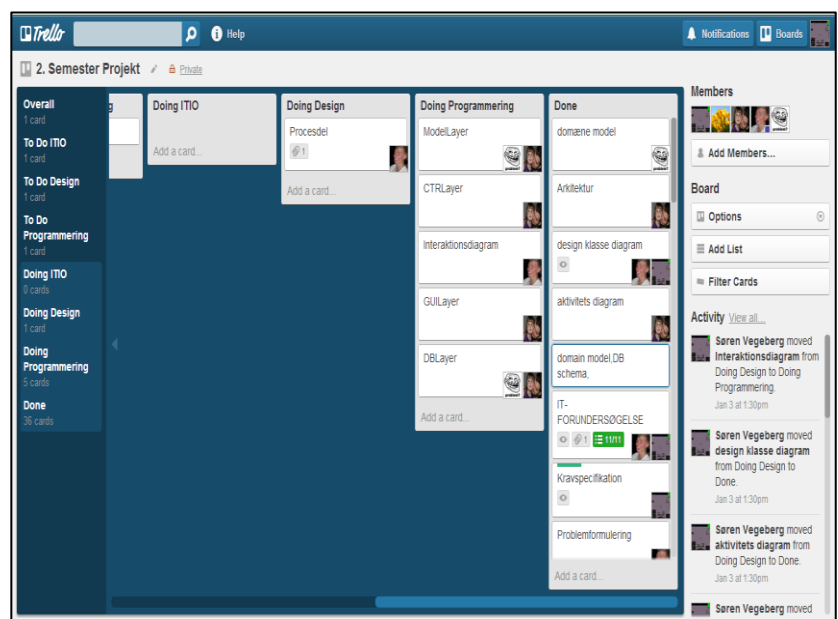 Trello
Help
Notifications
Boards
2. Semester Projekt
Private
Overall
1 card
To Do ITIO
1 card
To Do Design
1 card
To Do
Programmering
1 card
Doing ITIO
0 cards
Doing Design
1 card
Doing
Programmering
5 cards
Done
36 cards
g
Doing ITIO
Add a card...
Doing Design
Procesdel
1
Add a card...
Doing Programmering
ModelLayer
CTRLayer
Interaktionsdiagram
GUILayer
DBLayer
Add a card...
Done
domæne model
Arkitektur
design klasse diagram
aktivitets diagram
domain model,DB
schema,
IT-
FORUNDERSØGELSE
1 11/11
Kravspecifikation
Problemformulering
Add a card...
Members
Add Members...
Board
Options
Add List
Filter Cards
Activity View all...
Søren Vegeberg moved
Interaktionsdiagram from
Doing Design to Doing
Programmering.
Jan 3 at 1:30pm
Søren Vegeberg moved
design klasse diagram
from Doing Design to
Done.
Jan 3 at 1:30pm
Søren Vegeberg moved
aktivitets diagram from
Doing Design to Done.
Jan 3 at 1:30pm
Søren Vegeberg moved